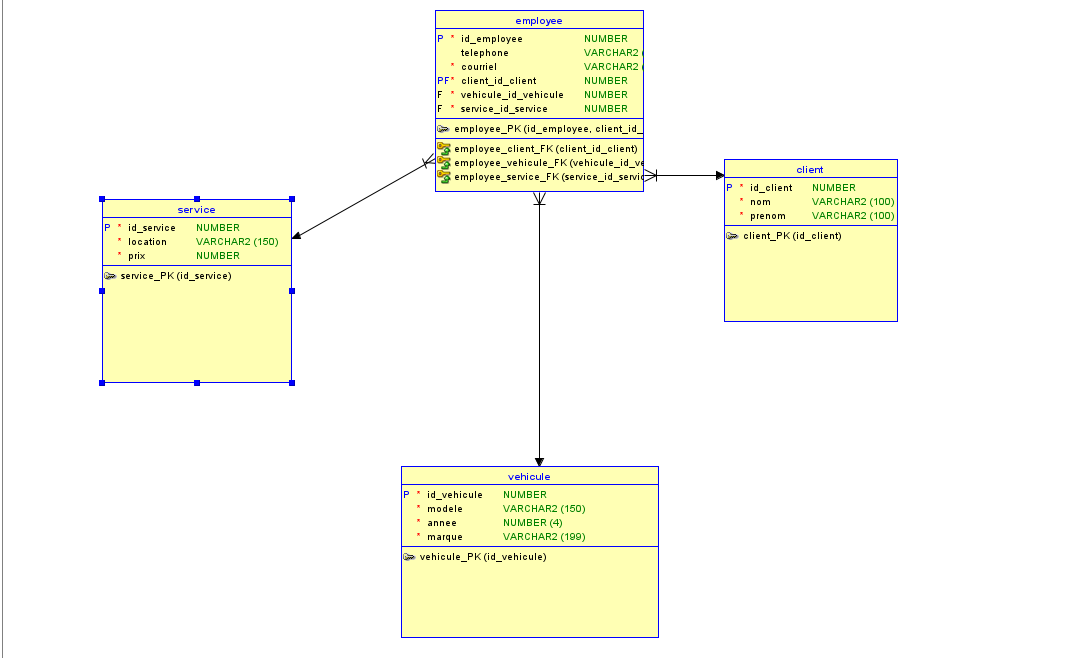 employee
P * id_employee NUMBER
telephone VARCHAR2 (
* courriel VARCHAR2 (
PF* client_id_client NUMBER
F * vehicule_id_vehicule NUMBER
F * service_id_service NUMBER
employee_PK (id_employee, client_id_
employee_client_FK (client_id_client)
employee_vehicule_FK (vehicule_id_ve
employee_service_FK (service_id_servic
client
P * id_client NUMBER
* nom VARCHAR2 (100)
* prenom VARCHAR2 (100)
client_PK (id_client)
service
P * id_service NUMBER
* location VARCHAR2 (150)
* prix NUMBER
service_PK (id_service)
vehicule
P * id_vehicule NUMBER
* modele VARCHAR2 (150)
* annee NUMBER (4)
* marque VARCHAR2 (199)
vehicule_PK (id_vehicule)